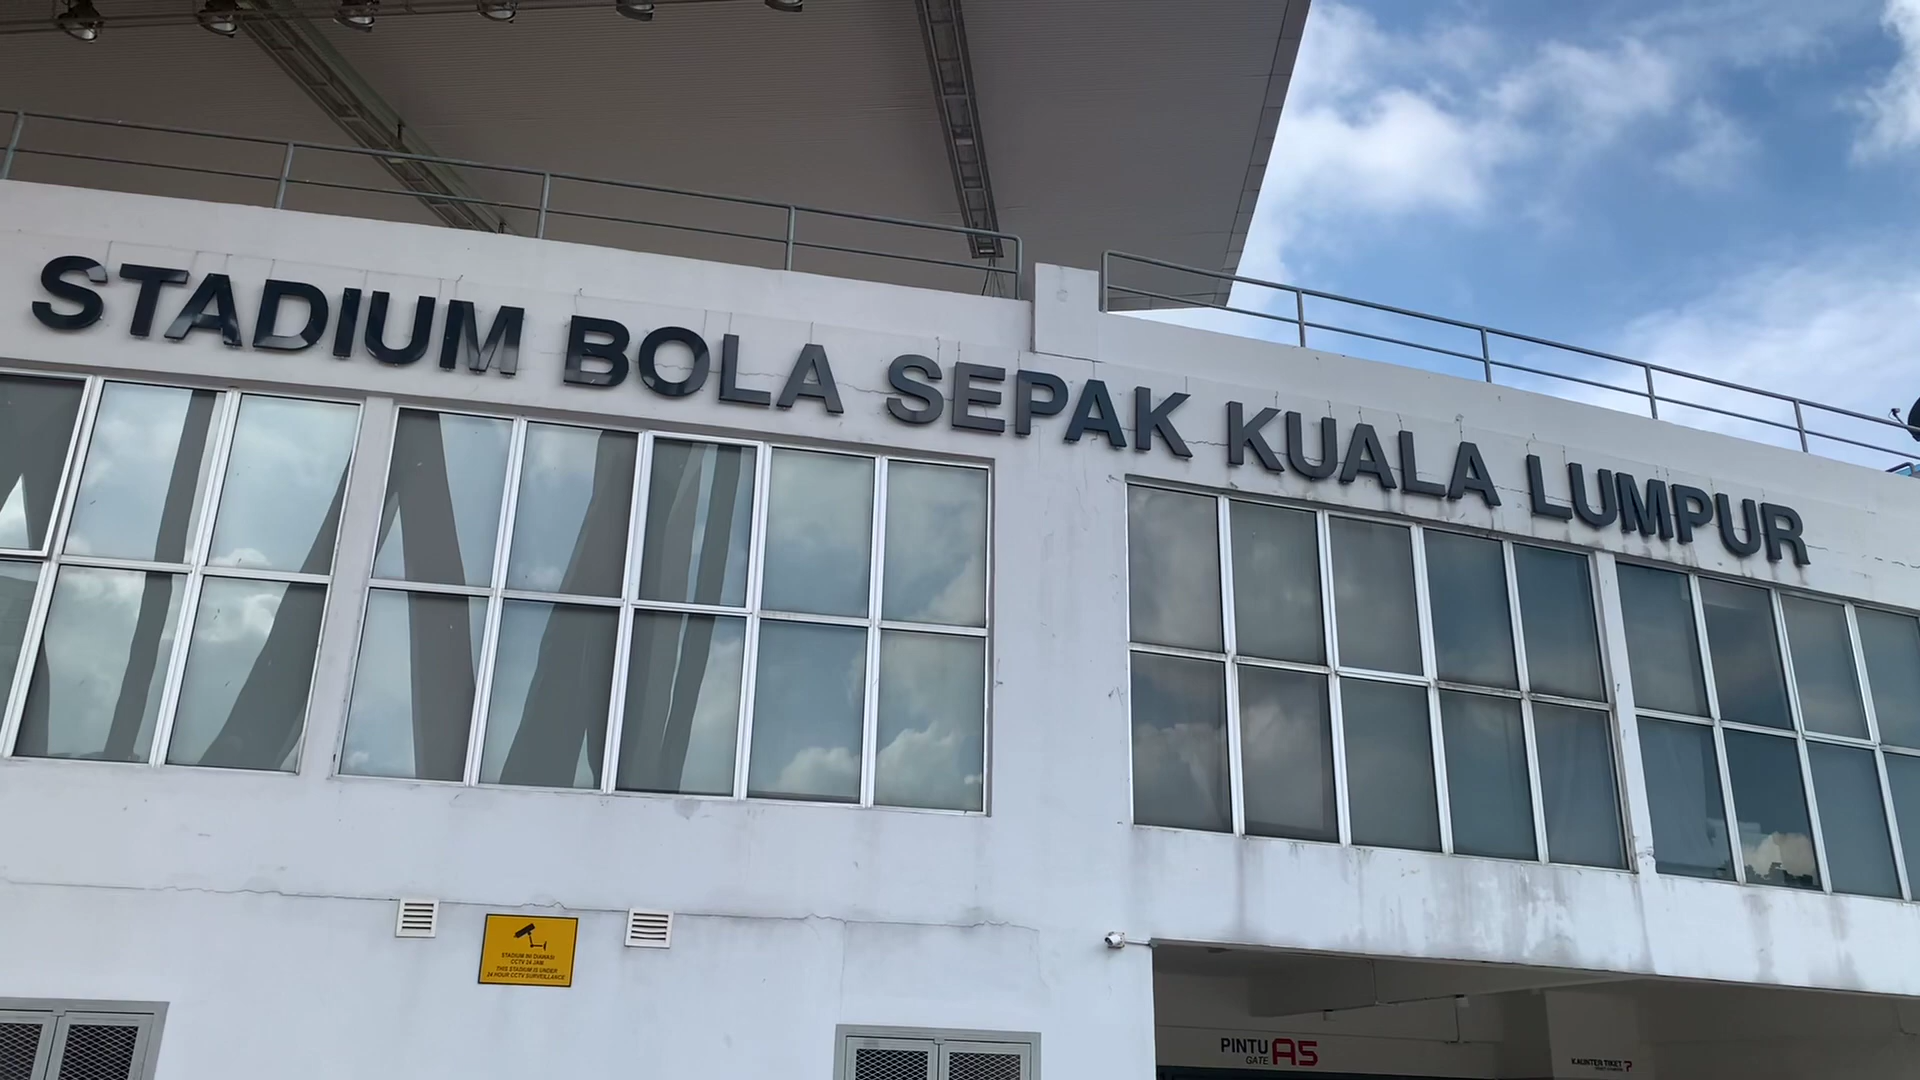 STADIUM BOLA SEPAK KUALA LUMPUR
STADIUM INI DIAWASI
CCTV 24 JAM
THIS STADIUM IS UNDER
24 HOUR CCTV SURVEILLANCE
PINTU A5
GATE
KAUNTER TIKET 7